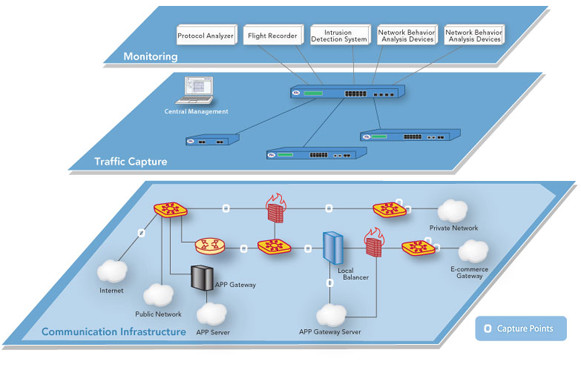 Protocol Analyzer
Flight Recorder
Intrusion
Detection System
Network Behavior
Analysis Devices
Network Behavior
Analysis Devices
Monitoring
Central Management
Traffic Capture
Private Network
E-commerce
Gateway
Local
Balancer
Internet
APP Gateway
Public Network
APP Server
APP Gateway Server
Communication Infrastructure
Capture Points